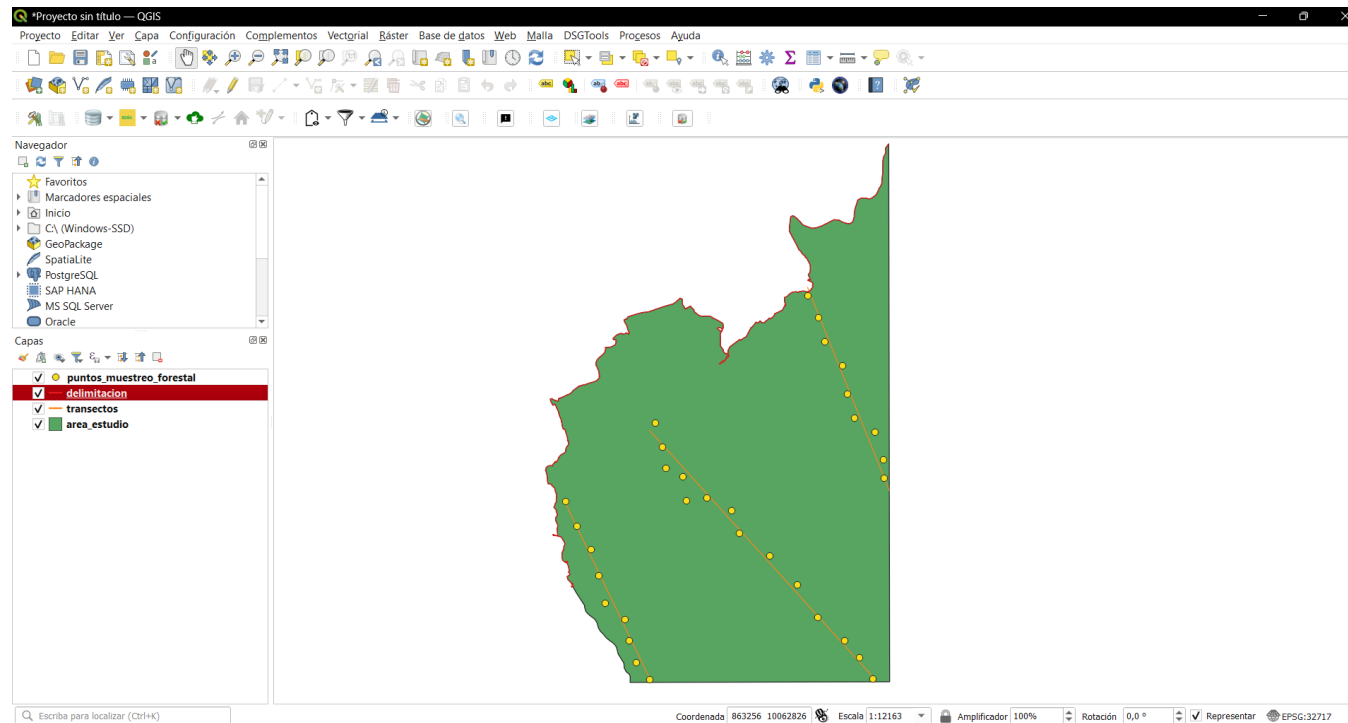 *Proyecto sin título — QGIS
Proyecto Editar Ver Capa Configuración Complementos Vectorial Ráster Base de datos Web Malla DSGTools Procesos Ayuda
Navegador
Favoritos
Marcadores espaciales
Inicio
C:\ (Windows-SSD)
GeoPackage
SpatiaLite
PostgreSQL
SAP HANA
MS SQL Server
Oracle
Capas
puntos_muestreo_forestal
delimitacion
transectos
area_estudio
Escriba para localizar (Ctrl+K)
Coordenada 863256 10062826 Escala 1:12163 Amplificador 100% Rotación 0,0 ° Representar EPSG:32717